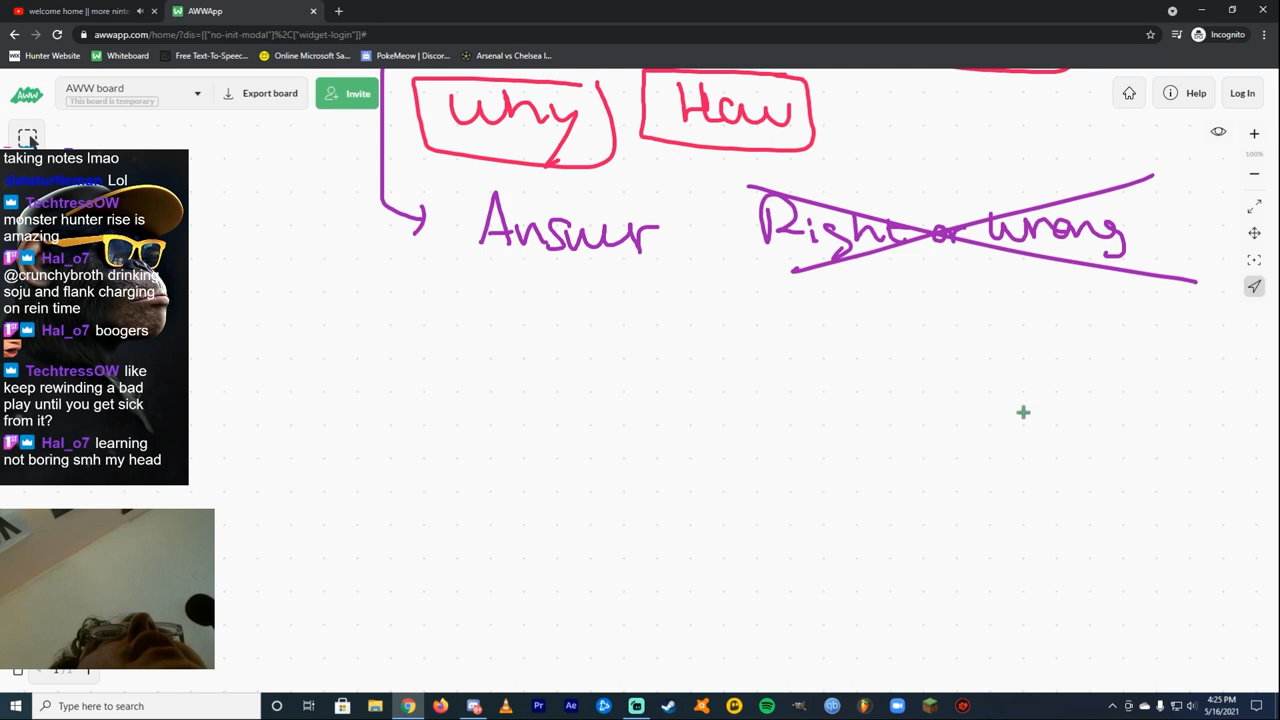 welcome home || more ninten
AWWApp
awwapp.com/home/?dis=[["no-init-modal"]%2C["widget-login"]]#
Incognito
Hunter Website
Whiteboard
Free Text-To-Speec...
Online Microsoft Sa...
PokeMeow | Discor...
Arsenal vs Chelsea l...
AWW
AWW board
This board is temporary
Export board
Invite
Help
Log In
100%
Why
How
Answer
Right or Wrong
taking notes lmao
Lol
TechtressOW
monster hunter rise is
amazing
Hal_o7
@crunchybroth drinking
soju and flank charging
on rein time
Hal_o7 boogers
TechtressOW like
keep rewinding a bad
play until you get sick
from it?
Hal_o7 learning
not boring smh my head
Type here to search
4:25 PM
5/16/2021